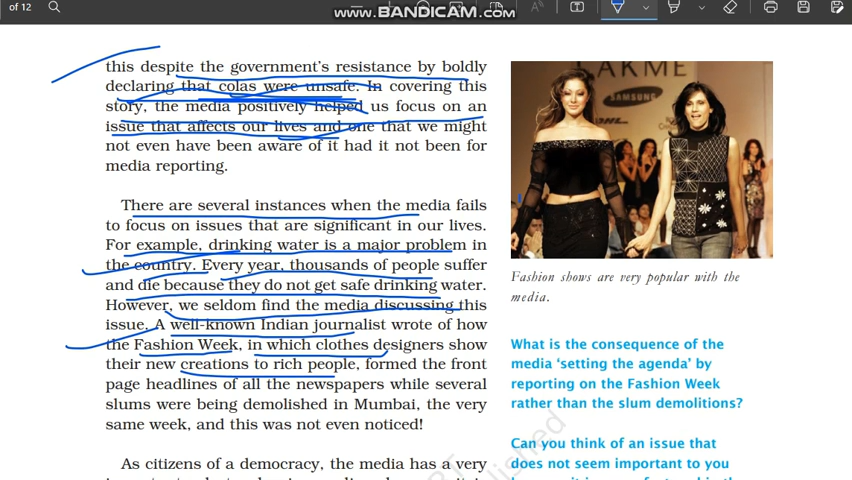 www.BANDICAM.com
of 12
this despite the government's resistance by boldly
declaring that colas were unsafe. In covering this
story, the media positively helped us focus on an
issue that affects our lives and one that we might
not even have been aware of it had it not been for
media reporting.
There are several instances when the media fails
to focus on issues that are significant in our lives.
For example, drinking water is a major problem in
the country. Every year, thousands of people suffer
and die because they do not get safe drinking water.
However, we seldom find the media discussing this
issue. A well-known Indian journalist wrote of how
the Fashion Week, in which clothes designers show
their new creations to rich people, formed the front
page headlines of all the newspapers while several
slums were being demolished in Mumbai, the very
same week, and this was not even noticed!
As citizens of a democracy, the media has a very
LAKME
SAMSUNG
Fashion shows are very popular with the
media.
What is the consequence of the
media ‘setting the agenda’ by
reporting on the Fashion Week
rather than the slum demolitions?
Can you think of an issue that
does not seem important to you